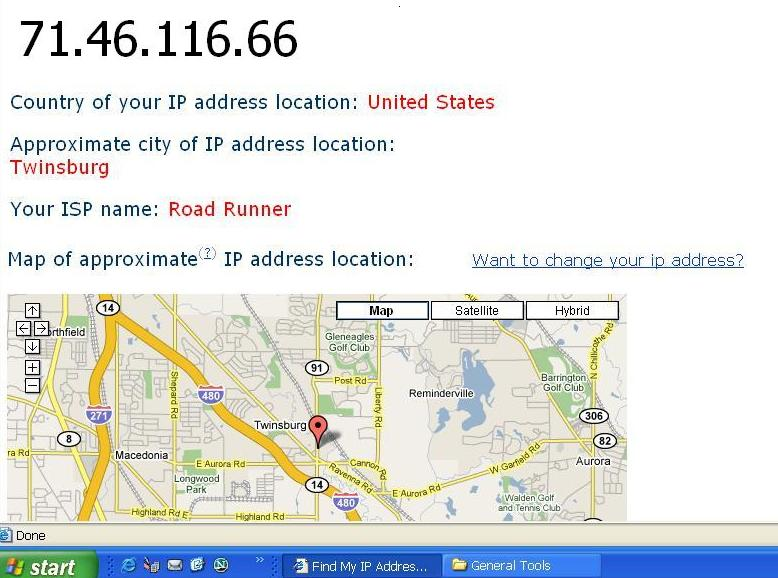 71.46.116.66
Country of your IP address location: United States
Approximate city of IP address location:
Twinsburg
Your ISP name: Road Runner
Map of approximate(?) IP address location: Want to change your ip address?
Map Satellite Hybrid
14
rthfield
Gleneagles
Golf Club
91
Post Rd
Shepard Rd
480
Liberty Rd
Reminderville
Barrington
Golf Club
N Chillicothe Rd
271
306
Twinsburg
8
82
ra Rd
Macedonia
E Aurora Rd
Cannon Rd
W Garfield Rd
Aurora
Longwood
Park
Ravenna Rd
14
E Aurora Rd
480
Walden Golf
and Tennis Club
Highland Rd E
Highland Rd
Done
start
Find My IP Addres...
General Tools